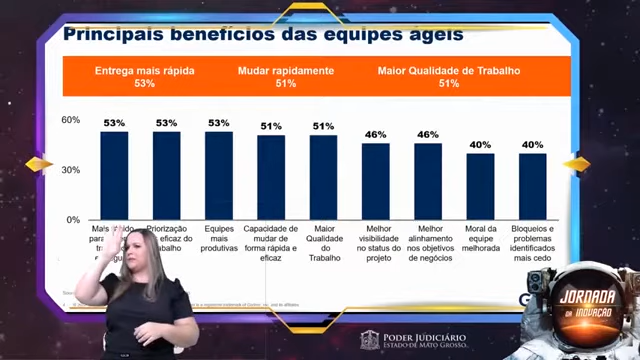 Principais benefícios das equipes ágeis
Entrega mais rápida
53%
Mudar rapidamente
51%
Maior Qualidade de Trabalho
51%
60%
30%
0%
53%
53%
53%
51%
51%
46%
46%
40%
40%
Mais
para
Priorização
eficaz do
Equipes
mais
produtivas
Capacidade de
mudar de
forma rápida e
eficaz
Maior
Qualidade
do
Trabalho
Melhor
visibilidade
no status do
projeto
Melhor
alinhamento
nos objetivos
de negócios
Moral da
equipe
melhorada
Bloqueios e
problemas
identificados
mais cedo
JORNADA
DA INOVAÇÃO
PODER JUDICIÁRIO
ESTADO DE MATO GROSSO